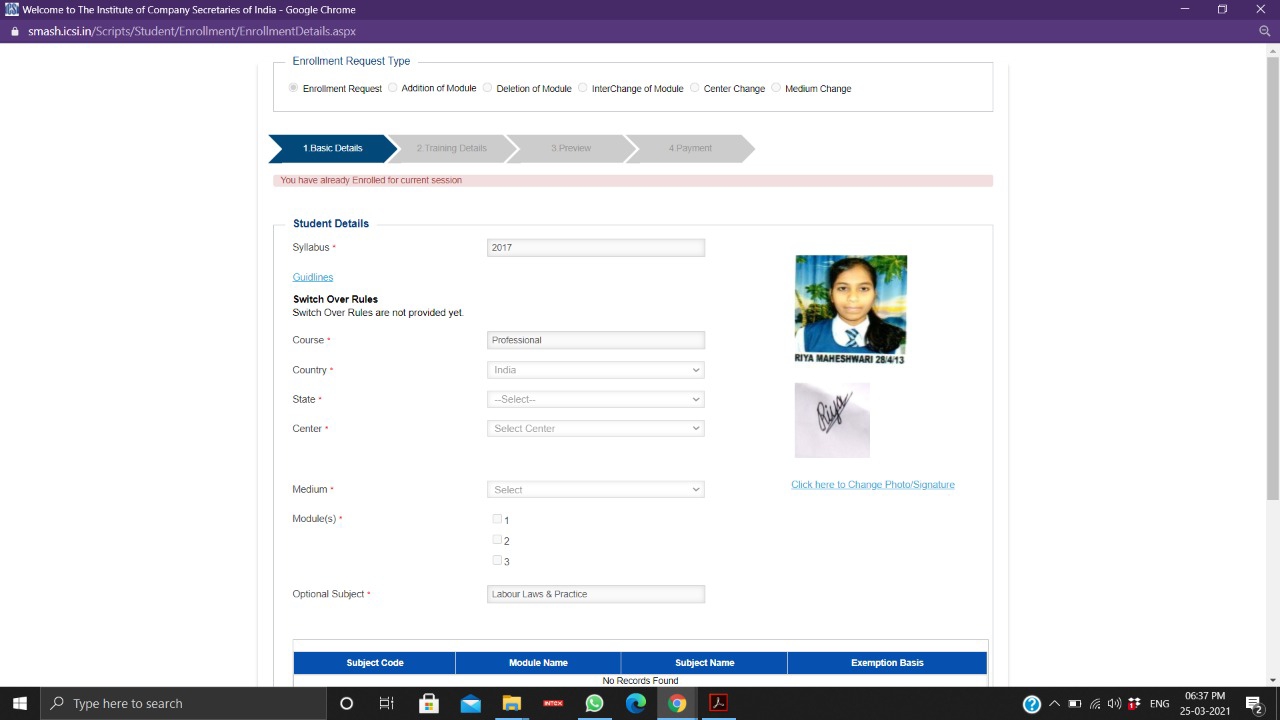 Welcome to The Institute of Company Secretaries of India - Google Chrome
smash.icsi.in/Scripts/Student/Enrollment/EnrollmentDetails.aspx
Enrollment Request Type
Enrollment Request Addition of Module Deletion of Module InterChange of Module Center Change Medium Change
1.Basic Details 2.Training Details 3.Preview 4.Payment
You have already Enrolled for current session
Student Details
Syllabus * 2017
Guidlines
Switch Over Rules
Switch Over Rules are not provided yet.
Course * Professional
RIYA MAHESHWARI 28/4/13
Country * India
State * --Select--
Center * Select Center
Riya
Medium * Select
Click here to Change Photo/Signature
Module(s) * 1
2
3
Optional Subject * Labour Laws & Practice
Subject Code Module Name Subject Name Exemption Basis
No Records Found
Type here to search
INTEX
ENG
06:37 PM
25-03-2021
2